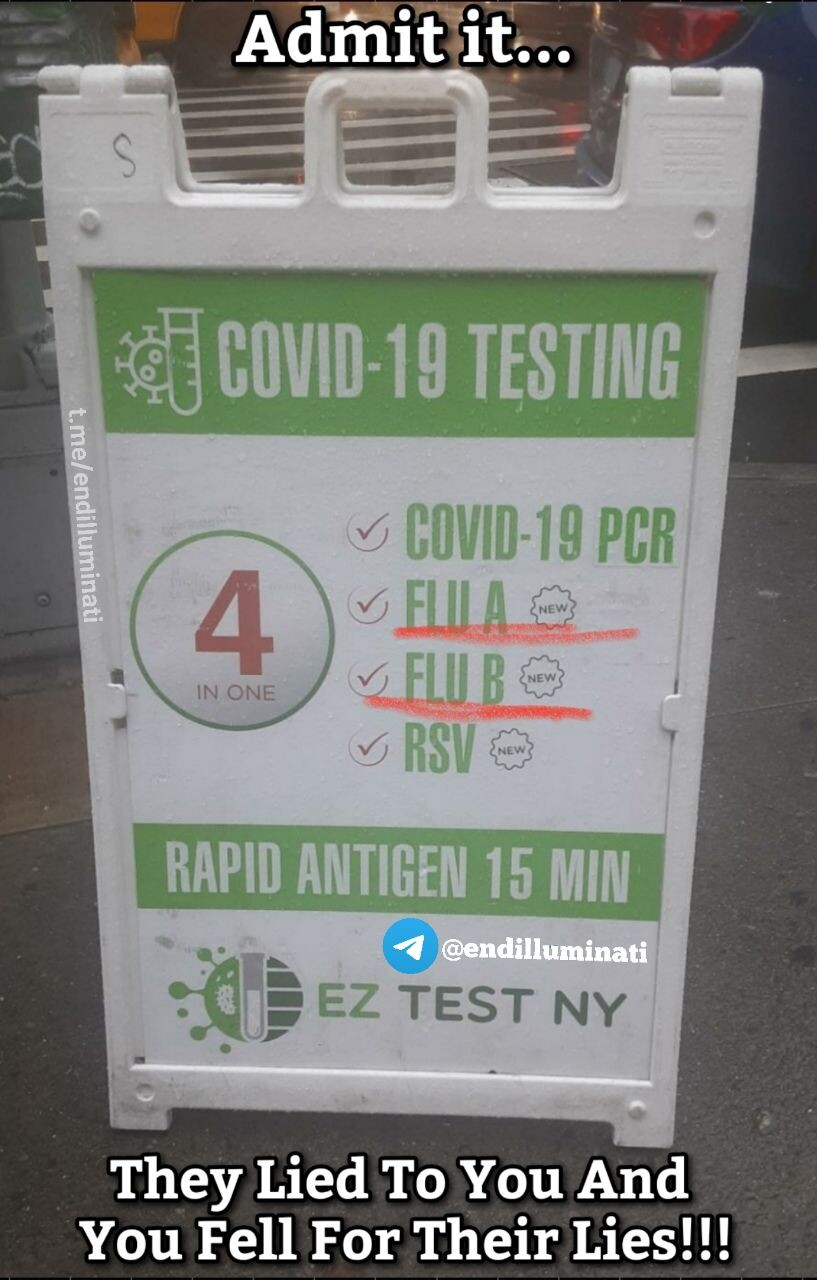 Admit it...
S
COVID-19 TESTING
t.me/endilluminati
4
IN ONE
COVID-19 PCR
FLU A NEW
FLU B NEW
RSV NEW
RAPID ANTIGEN 15 MIN
@endilluminati
EZ TEST NY
They Lied To You And
You Fell For Their Lies!!!